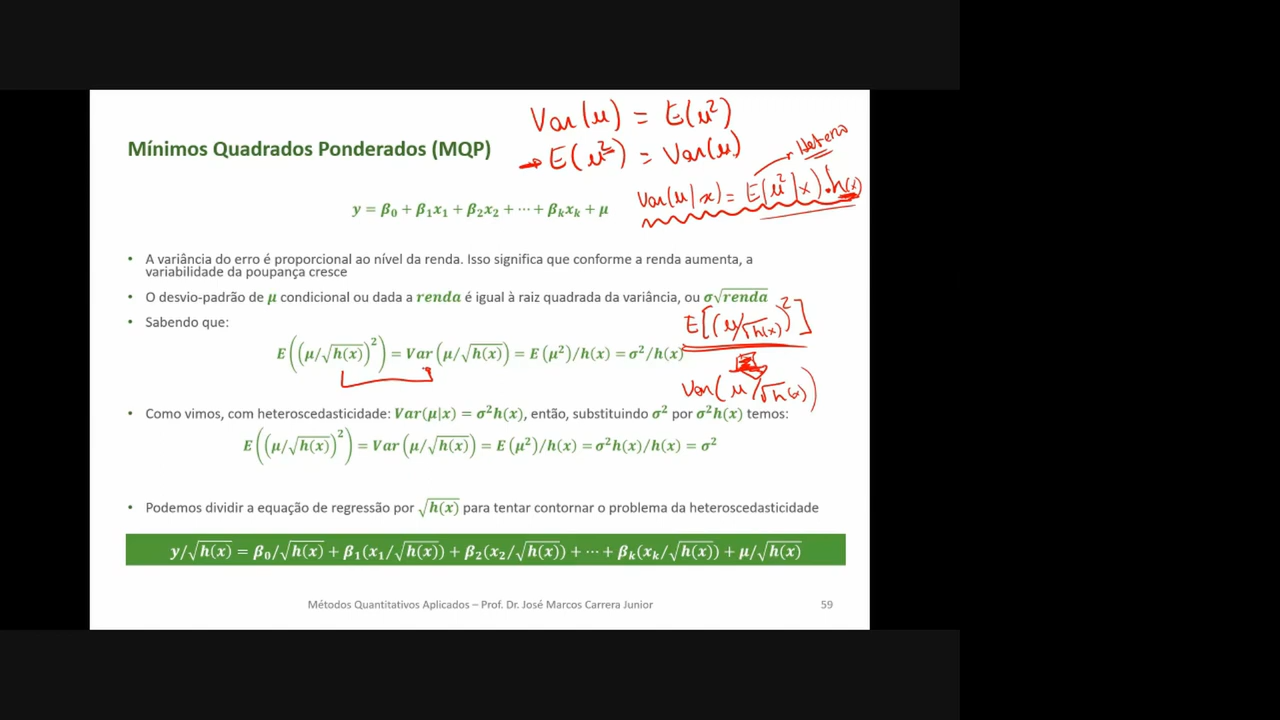 Var(μ) = E(μ²)
Mínimos Quadrados Ponderados (MQP)
→ E(μ²) = Var(μ)
Hetero
Var(μ|x) = E(μ²|x).h(x)
y = β₀ + β₁x₁ + β₂x₂ + ⋯ + βₖxₖ + μ
• A variância do erro é proporcional ao nível da renda. Isso significa que conforme a renda aumenta, a
variabilidade da poupança cresce
• O desvio-padrão de μ condicional ou dada a renda é igual à raiz quadrada da variância, ou σ√renda
• Sabendo que:
E[(μ/√h(x))²]
E((μ/√h(x))²) = Var(μ/√h(x)) = E(μ²)/h(x) = σ²/h(x)
Var(μ/√h(x))
• Como vimos, com heteroscedasticidade: Var(μ|x) = σ²h(x), então, substituindo σ² por σ²h(x) temos:
E((μ/√h(x))²) = Var(μ/√h(x)) = E(μ²)/h(x) = σ²h(x)/h(x) = σ²
• Podemos dividir a equação de regressão por √h(x) para tentar contornar o problema da heteroscedasticidade
y/√h(x) = β₀/√h(x) + β₁(x₁/√h(x)) + β₂(x₂/√h(x)) + ⋯ + βₖ(xₖ/√h(x)) + μ/√h(x)
Métodos Quantitativos Aplicados – Prof. Dr. José Marcos Carrera Junior
59